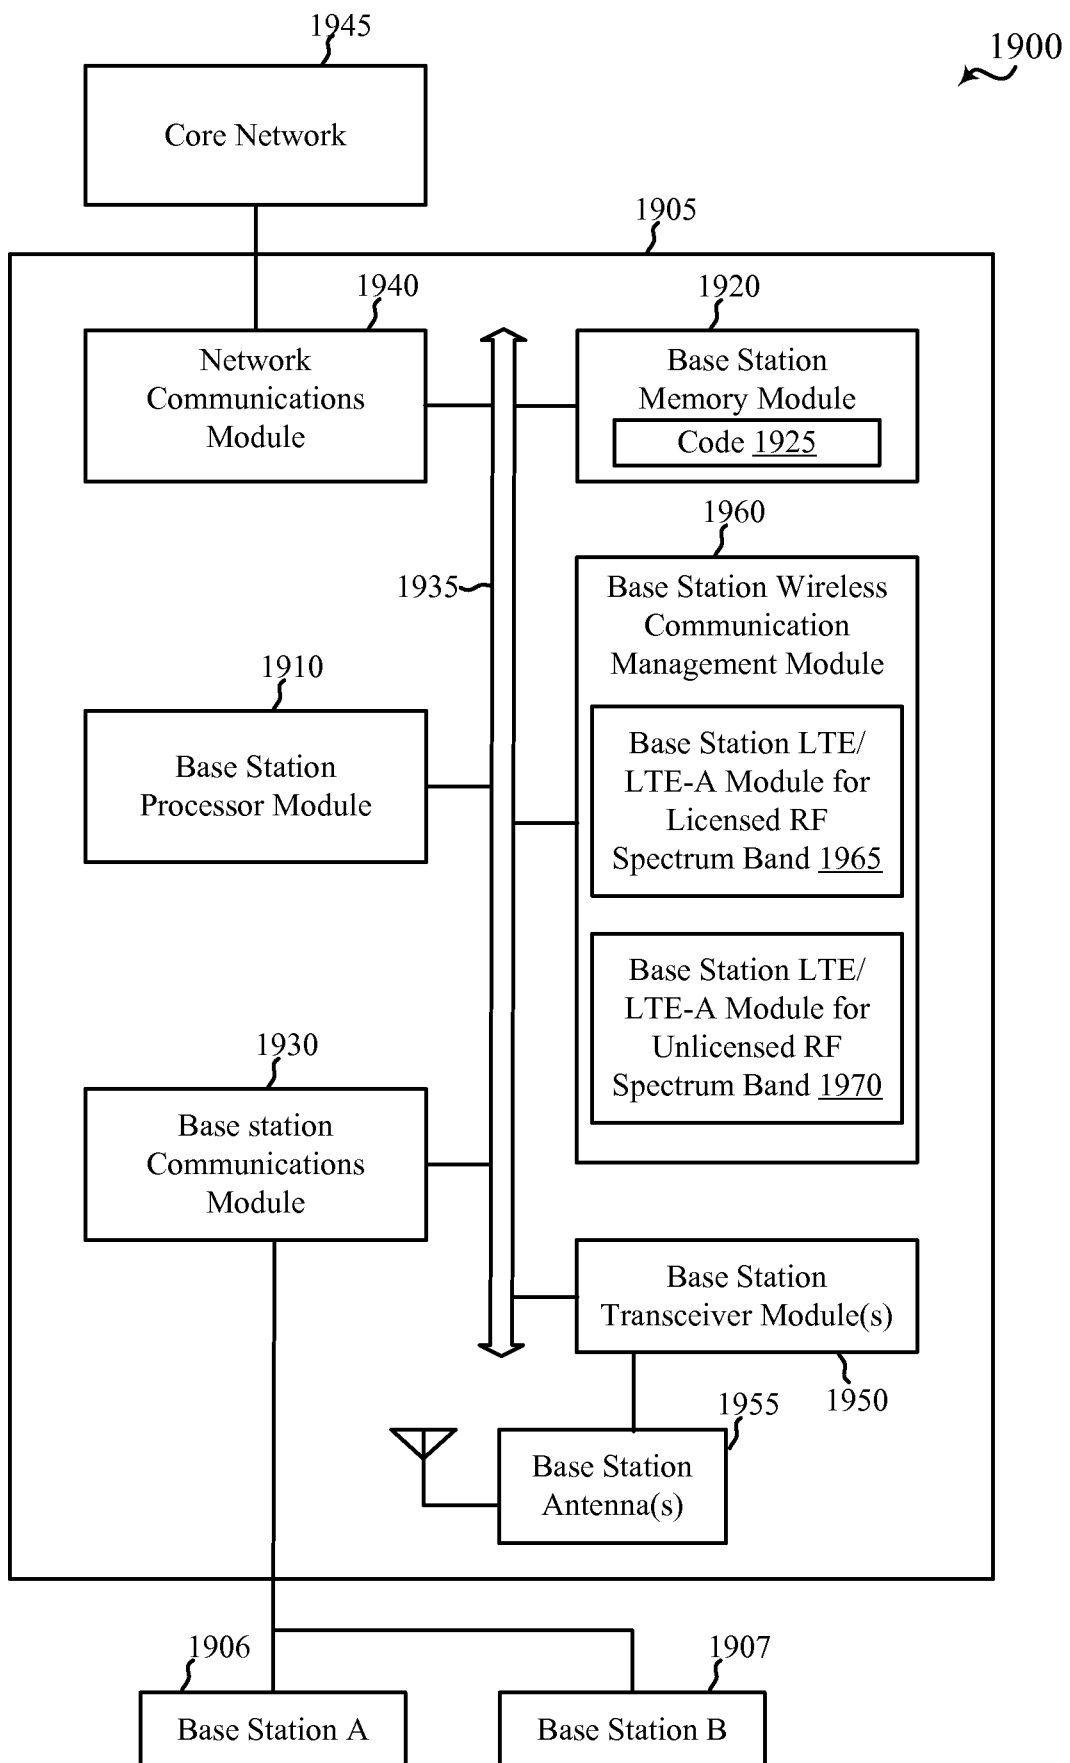 1945
1900
Core Network
1905
1940
1920
Network
Communications
Module
Base Station
Memory Module
Code 1925
1960
1935
Base Station Wireless
Communication
Management Module
1910
Base Station
Processor Module
Base Station LTE/
LTE-A Module for
Licensed RF
Spectrum Band 1965
Base Station LTE/
LTE-A Module for
Unlicensed RF
Spectrum Band 1970
1930
Base station
Communications
Module
Base Station
Transceiver Module(s)
1950
1955
Base Station
Antenna(s)
1906
1907
Base Station A
Base Station B